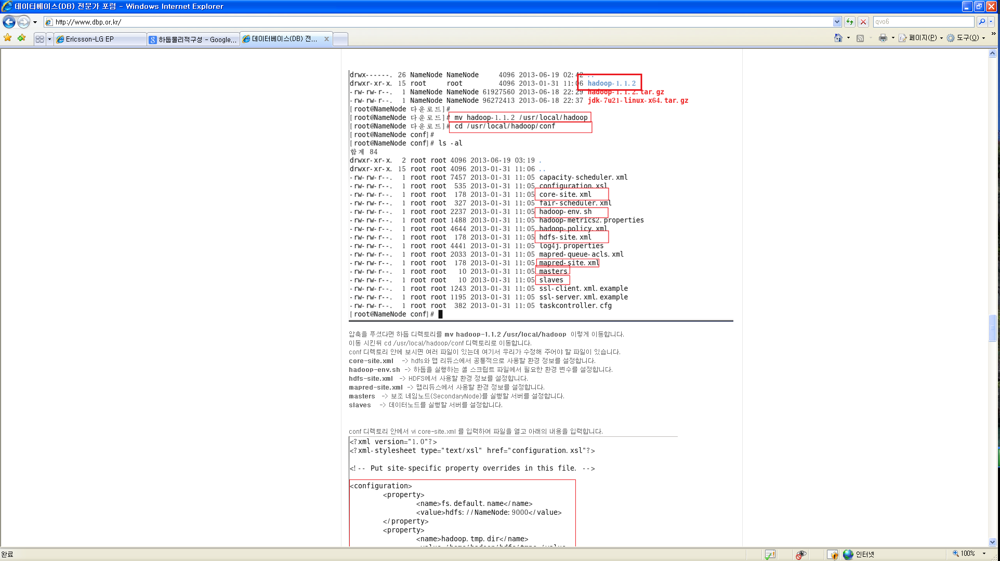 데이터베이스(DB) 전문가 포럼 - Windows Internet Explorer
http://www.dbp.or.kr/
qvo6
Ericsson-LG EP
하둡물리적구성 - Google...
데이터베이스(DB) 전...
페이지(P)
도구(O)
drwx------. 26 NameNode NameNode 4096 2013-06-19 02:42 ..
drwxr-xr-x. 15 root root 4096 2013-01-31 11:06 hadoop-1.1.2
-rw-rw-r--. 1 NameNode NameNode 61927560 2013-06-18 22:29 hadoop-1.1.2.tar.gz
-rw-rw-r--. 1 NameNode NameNode 96272413 2013-06-18 22:37 jdk-7u21-linux-x64.tar.gz
[root@NameNode 다운로드]#
[root@NameNode 다운로드]# mv hadoop-1.1.2 /usr/local/hadoop
[root@NameNode 다운로드]# cd /usr/local/hadoop/conf
[root@NameNode conf]#
[root@NameNode conf]# ls -al
합계 84
drwxr-xr-x. 2 root root 4096 2013-06-19 03:19 .
drwxr-xr-x. 15 root root 4096 2013-01-31 11:06 ..
-rw-rw-r--. 1 root root 7457 2013-01-31 11:05 capacity-scheduler.xml
-rw-rw-r--. 1 root root 535 2013-01-31 11:05 configuration.xsl
-rw-rw-r--. 1 root root 178 2013-01-31 11:05 core-site.xml
-rw-rw-r--. 1 root root 327 2013-01-31 11:05 fair-scheduler.xml
-rw-rw-r--. 1 root root 2237 2013-01-31 11:05 hadoop-env.sh
-rw-rw-r--. 1 root root 1488 2013-01-31 11:05 hadoop-metrics2.properties
-rw-rw-r--. 1 root root 4644 2013-01-31 11:05 hadoop-policy.xml
-rw-rw-r--. 1 root root 178 2013-01-31 11:05 hdfs-site.xml
-rw-rw-r--. 1 root root 4441 2013-01-31 11:05 log4j.properties
-rw-rw-r--. 1 root root 2033 2013-01-31 11:05 mapred-queue-acls.xml
-rw-rw-r--. 1 root root 178 2013-01-31 11:05 mapred-site.xml
-rw-rw-r--. 1 root root 10 2013-01-31 11:05 masters
-rw-rw-r--. 1 root root 10 2013-01-31 11:05 slaves
-rw-rw-r--. 1 root root 1243 2013-01-31 11:05 ssl-client.xml.example
-rw-rw-r--. 1 root root 1195 2013-01-31 11:05 ssl-server.xml.example
-rw-rw-r--. 1 root root 382 2013-01-31 11:05 taskcontroller.cfg
[root@NameNode conf]#
압축을 푸셨다면 하둡 디렉토리를 mv hadoop-1.1.2 /usr/local/hadoop 이렇게 이동합니다.
이동 시킨뒤 cd /usr/local/hadoop/conf 디렉토리로 이동합니다.
conf 디렉토리 안에 보시면 여러 파일이 있는데 여기서 우리가 수정해 주어야 할 파일이 있습니다.
core-site.xml -> hdfs와 맵 리듀스에서 공통적으로 사용할 환경 정보를 설정합니다.
hadoop-env.sh -> 하둡을 실행하는 셸 스크립트 파일에서 필요한 환경 변수를 설정합니다.
hdfs-site.xml -> HDFS에서 사용할 환경 정보를 설정합니다.
mapred-site.xml -> 맵리듀스에서 사용할 환경 정보를 설정합니다.
masters -> 보조 네임노드(SecondaryNode)를 실행할 서버를 설정합니다.
slaves -> 데이터노드를 실행할 서버를 설정합니다.
conf 디렉토리 안에서 vi core-site.xml 를 입력하여 파일을 열고 아래의 내용을 입력합니다.
<?xml version="1.0"?>
<?xml-stylesheet type="text/xsl" href="configuration.xsl"?>
<!-- Put site-specific property overrides in this file. -->
<configuration>
<property>
<name>fs.default.name</name>
<value>hdfs://NameNode:9000</value>
</property>
<property>
<name>hadoop.tmp.dir</name>
완료
인터넷
100%